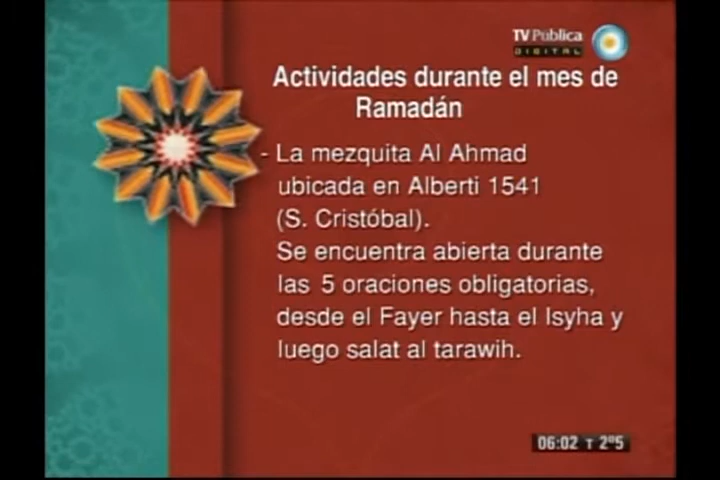 TV Pública
DIGITAL
Actividades durante el mes de
Ramadán
- La mezquita Al Ahmad
ubicada en Alberti 1541
(S. Cristóbal).
Se encuentra abierta durante
las 5 oraciones obligatorias,
desde el Fayer hasta el Isyha y
luego salat al tarawih.
06:02 T 2º5